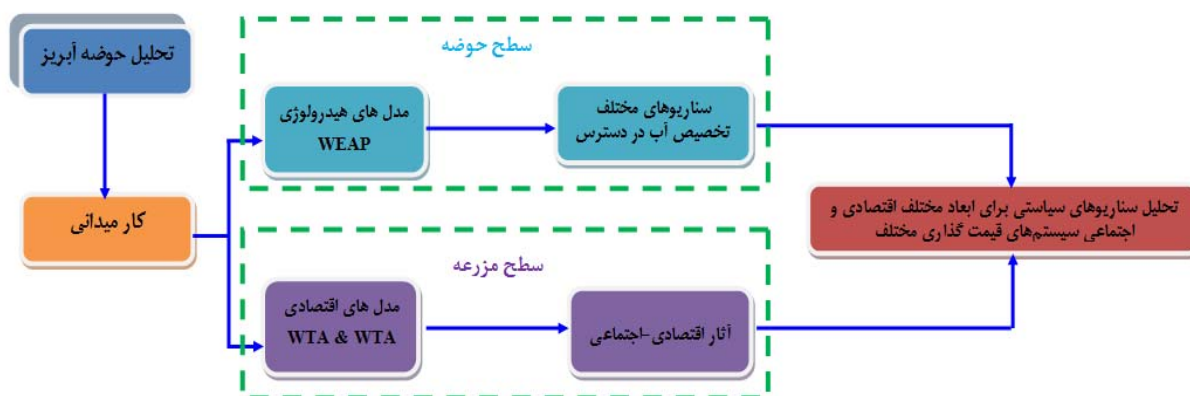 تحلیل حوضه آبریز
کار میدانی
سطح حوضه
مدل های هیدرولوژی
WEAP
سناریوهای مختلف
تخصیص آب در دسترس
سطح مزرعه
مدل های اقتصادی
WTA & WTA
آثار اقتصادی-اجتماعی
تحلیل سناریوهای سیاستی برای ابعاد مختلف اقتصادی و
اجتماعی سیستم‌های قیمت گذاری مختلف